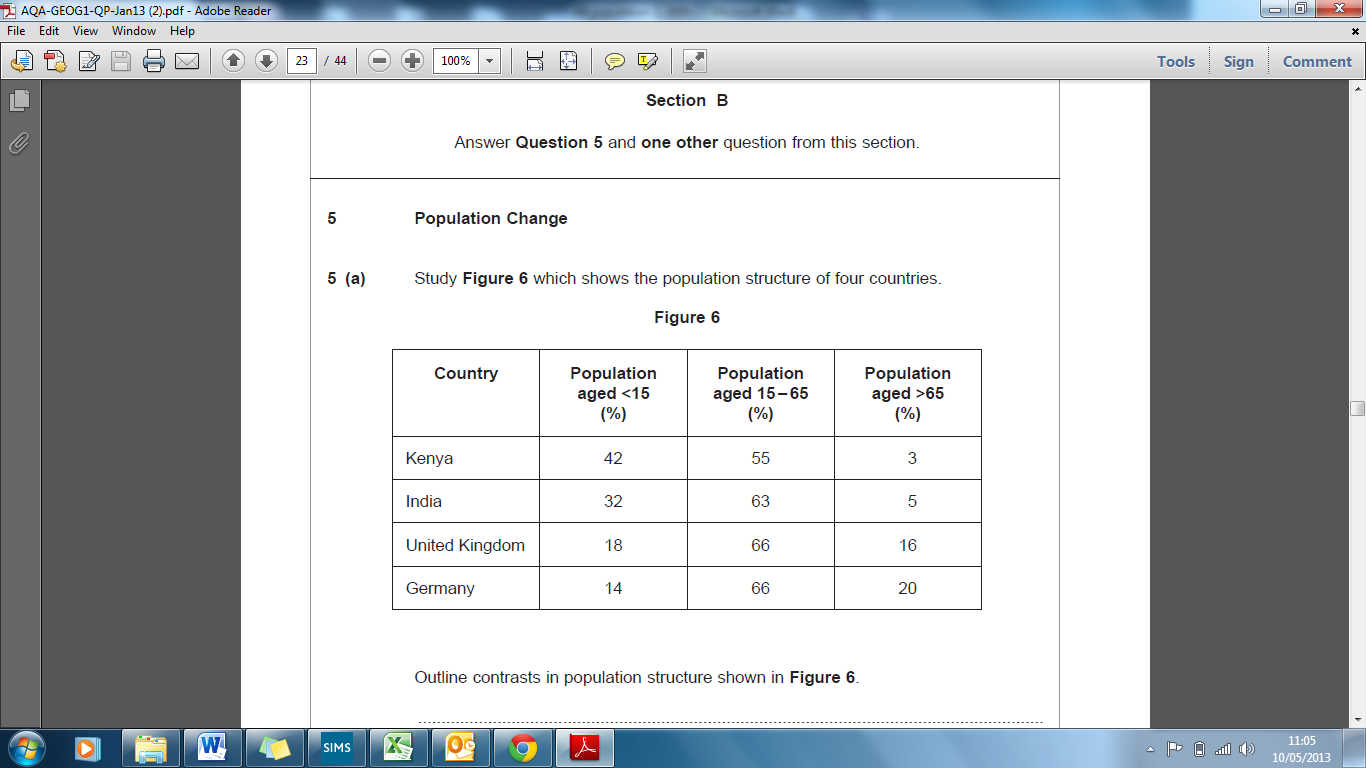 AQA-GEOG1-QP-Jan13 (2).pdf - Adobe Reader
File Edit View Window Help
23 / 44 100% Tools Sign Comment
Section B
Answer Question 5 and one other question from this section.
5 Population Change
5 (a) Study Figure 6 which shows the population structure of four countries.
Figure 6
Country Population Population Population
aged <15 aged 15–65 aged >65
(%) (%) (%)
Kenya 42 55 3
India 32 63 5
United Kingdom 18 66 16
Germany 14 66 20
Outline contrasts in population structure shown in Figure 6.
SIMS
11:05
10/05/2013